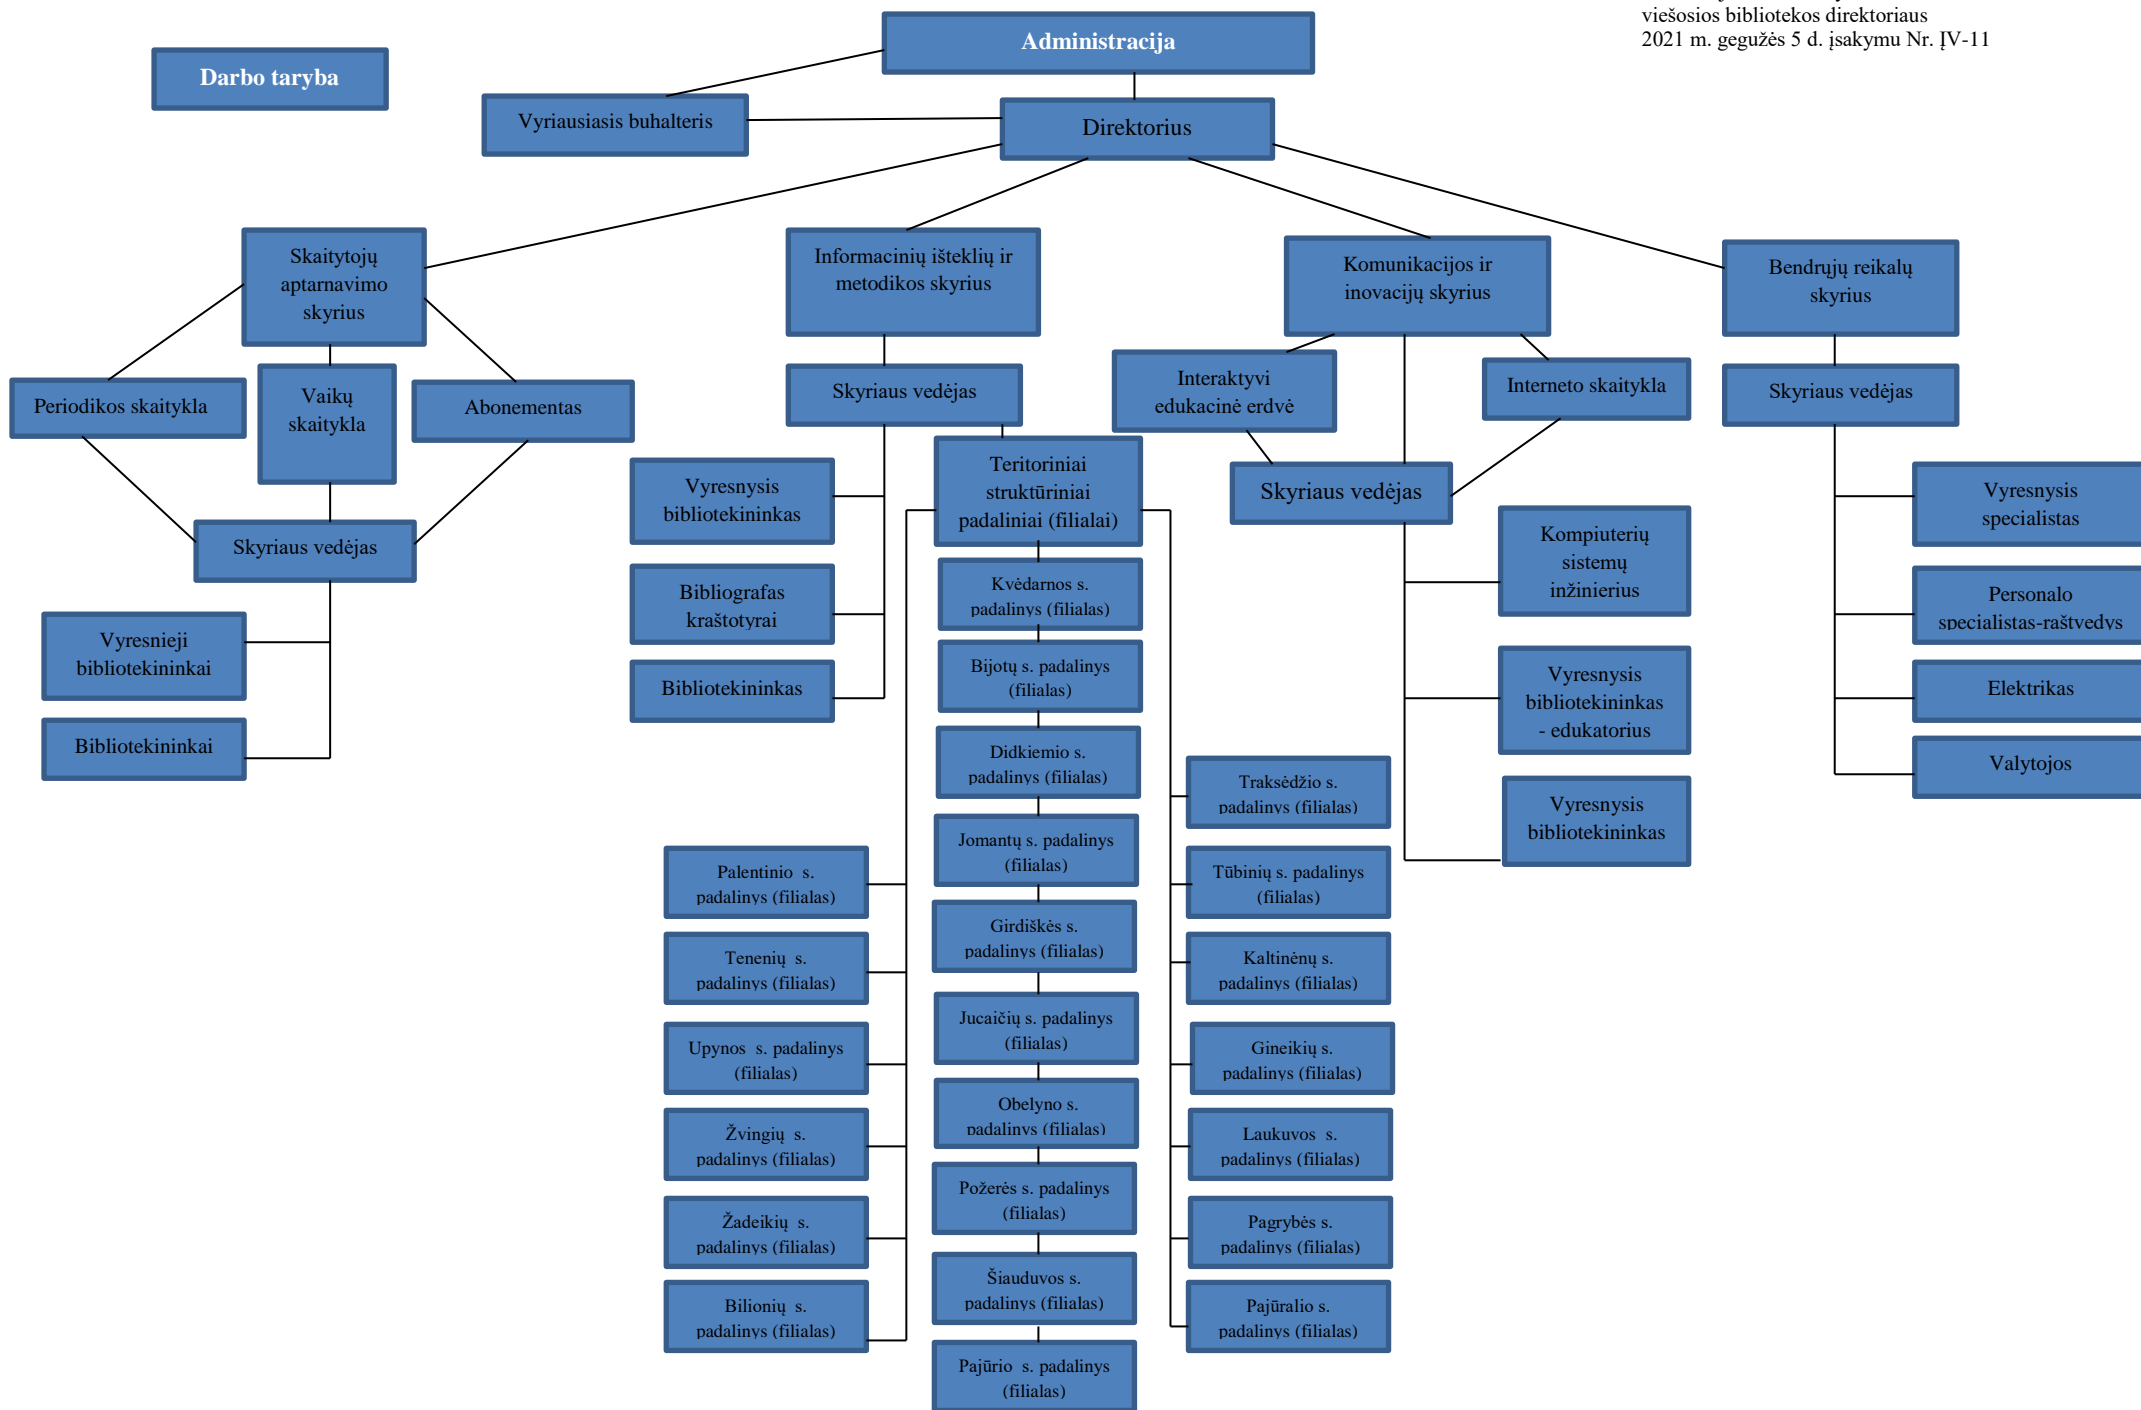 viešosios bibliotekos direktoriaus
2021 m. gegužės 5 d. įsakymu Nr. ĮV-11
Administracija
Darbo taryba
Vyriausiasis buhalteris
Direktorius
Skaitytojų
aptarnavimo
skyrius
Informacinių išteklių ir
metodikos skyrius
Komunikacijos ir
inovacijų skyrius
Bendrųjų reikalų
skyrius
Periodikos skaitykla
Vaikų
skaitykla
Abonementas
Skyriaus vedėjas
Interaktyvi
edukacinė erdvė
Interneto skaitykla
Skyriaus vedėjas
Skyriaus vedėjas
Vyresnieji
bibliotekininkai
Bibliotekininkai
Vyresnysis
bibliotekininkas
Bibliografas
kraštotyrai
Bibliotekininkas
Teritoriniai
struktūriniai
padaliniai (filialai)
Skyriaus vedėjas
Kompiuterių
sistemų
inžinierius
Vyresnysis
bibliotekininkas
- edukatorius
Vyresnysis
bibliotekininkas
Vyresnysis
specialistas
Personalo
specialistas-raštvedys
Elektrikas
Valytojos
Kvėdarnos s.
padalinys (filialas)
Bijotų s. padalinys
(filialas)
Didkiemio s.
padalinys (filialas)
Jomantų s. padalinys
(filialas)
Girdiškės s.
padalinys (filialas)
Jucaičių s. padalinys
(filialas)
Obelyno s.
padalinys (filialas)
Požerės s. padalinys
(filialas)
Šiauduvos s.
padalinys (filialas)
Pajūrio  s. padalinys
(filialas)
Palentinio  s.
padalinys (filialas)
Tenenių  s.
padalinys (filialas)
Upynos  s. padalinys
(filialas)
Žvingių  s.
padalinys (filialas)
Žadeikių  s.
padalinys (filialas)
Bilionių  s.
padalinys (filialas)
Traksėdžio s.
padalinys (filialas)
Tūbinių s. padalinys
(filialas)
Kaltinėnų s.
padalinys (filialas)
Gineikių s.
padalinys (filialas)
Laukuvos  s.
padalinys (filialas)
Pagrybės s.
padalinys (filialas)
Pajūralio s.
padalinys (filialas)